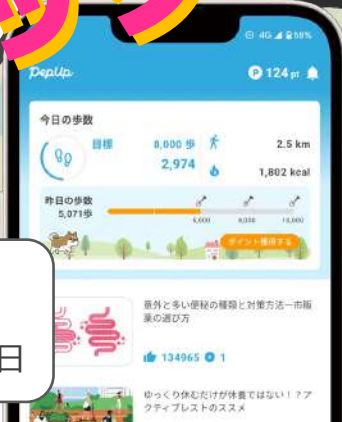 4G 58%
PepUp
P 124 pt
今日の歩数
目標 8,000 歩 2.5 km
2,974 1,802 kcal
昨日の歩数
5,071歩
6,000 8,000 10,000
ポイント獲得する
意外と多い便秘の種類と対策方法－市販
薬の選び方
134965 1
日
ゆっくり休むだけが休養ではない！？ア
クティブレストのススメ